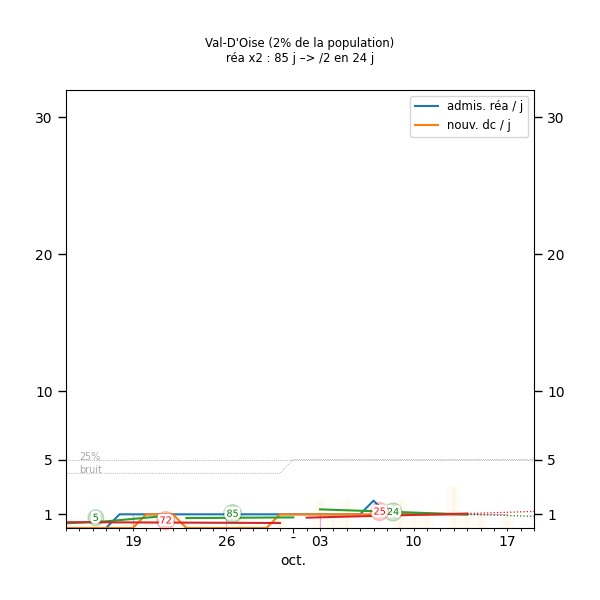 Val-D'Oise (2% de la population)
réa x2 : 85 j –> /2 en 24 j
admis. réa / j
nouv. dc / j
30 30
20 20
10 10
25%
5 5
bruit
1 5 72 85 25 24 1
19 26 - 03 10 17
oct.